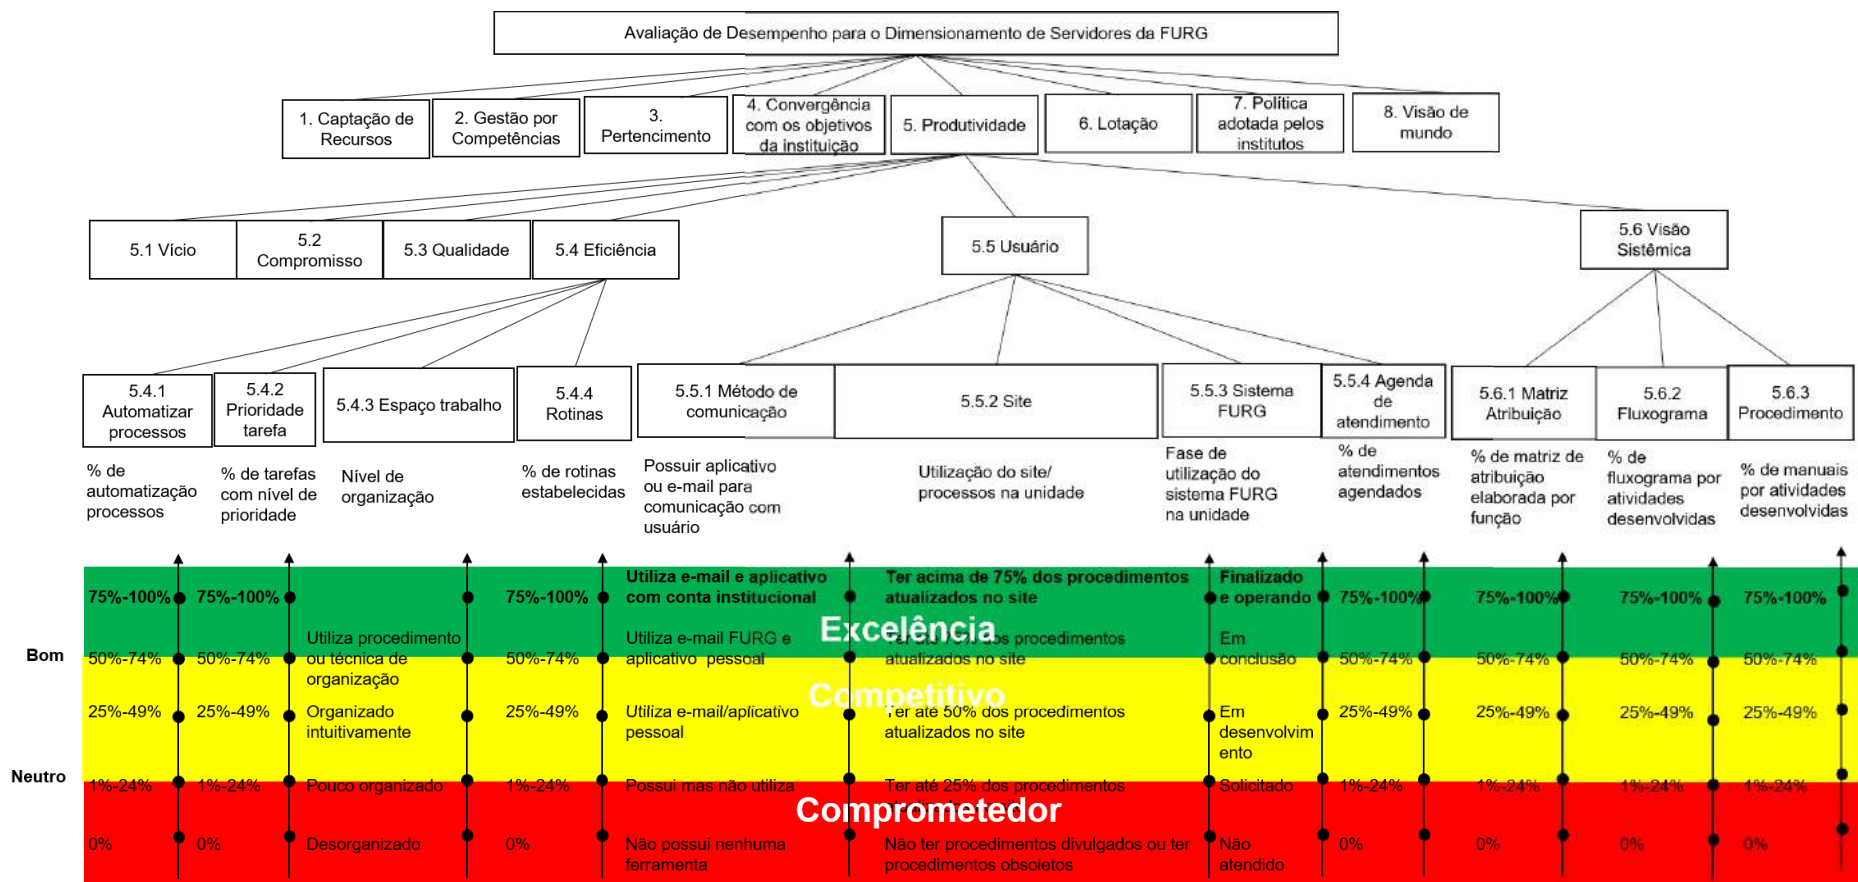 Avaliação de Desempenho para o Dimensionamento de Servidores da FURG
1. Captação de
Recursos
2. Gestão por
Competências
3.
Pertencimento
4. Convergência
com os objetivos
da instituição
5. Produtividade
6. Lotação
7. Política
adotada pelos
institutos
8. Visão de
mundo
5.1 Vício
5.2
Compromisso
5.3 Qualidade
5.4 Eficiência
5.5 Usuário
5.6 Visão
Sistêmica
5.4.1
Automatizar
processos
5.4.2
Prioridade
tarefa
5.4.3 Espaço trabalho
5.4.4
Rotinas
5.5.1 Método de
comunicação
5.5.2 Site
5.5.3 Sistema
FURG
5.5.4 Agenda
de
atendimento
5.6.1 Matriz
Atribuição
5.6.2
Fluxograma
5.6.3
Procedimento
% de
automatização
processos
% de tarefas
com nível de
prioridade
Nível de
organização
% de rotinas
estabelecidas
Possuir aplicativo
ou e-mail para
comunicação com
usuário
Utilização do site/
processos na unidade
Fase de
utilização do
sistema FURG
na unidade
% de
atendimentos
agendados
% de matriz de
atribuição
elaborada por
função
% de
fluxograma por
atividades
desenvolvidas
% de manuais
por atividades
desenvolvidas
75%-100%
75%-100%
75%-100%
Utiliza e-mail e aplicativo
com conta institucional
Ter acima de 75% dos procedimentos
atualizados no site
Finalizado
e operando
75%-100%
75%-100%
75%-100%
75%-100%
Excelência
Bom
50%-74%
50%-74%
Utiliza procedimento
ou técnica de
organização
50%-74%
Utiliza e-mail FURG e
aplicativo pessoal
Ter até 75% dos procedimentos
atualizados no site
Em
conclusão
50%-74%
50%-74%
50%-74%
50%-74%
Competitivo
25%-49%
25%-49%
Organizado
intuitivamente
25%-49%
Utiliza e-mail/aplicativo
pessoal
Ter até 50% dos procedimentos
atualizados no site
Em
desenvolvim
ento
25%-49%
25%-49%
25%-49%
25%-49%
Neutro
1%-24%
1%-24%
Pouco organizado
1%-24%
Possui mas não utiliza
Ter até 25% dos procedimentos
Solicitado
1%-24%
1%-24%
1%-24%
1%-24%
Comprometedor
0%
0%
Desorganizado
0%
Não possui nenhuma
ferramenta
Não ter procedimentos divulgados ou ter
procedimentos obsoletos
Não
atendido
0%
0%
0%
0%